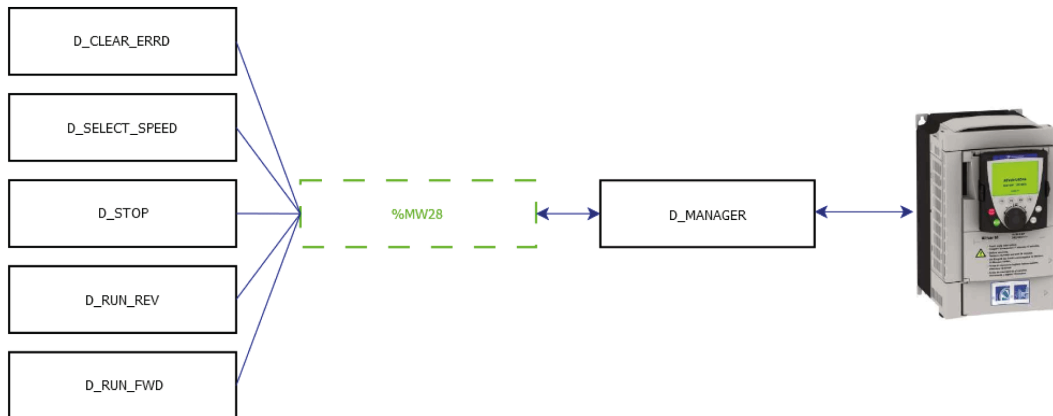 D_CLEAR_ERRD
D_SELECT_SPEED
D_STOP
D_RUN_REV
D_RUN_FWD
%MW28
D_MANAGER